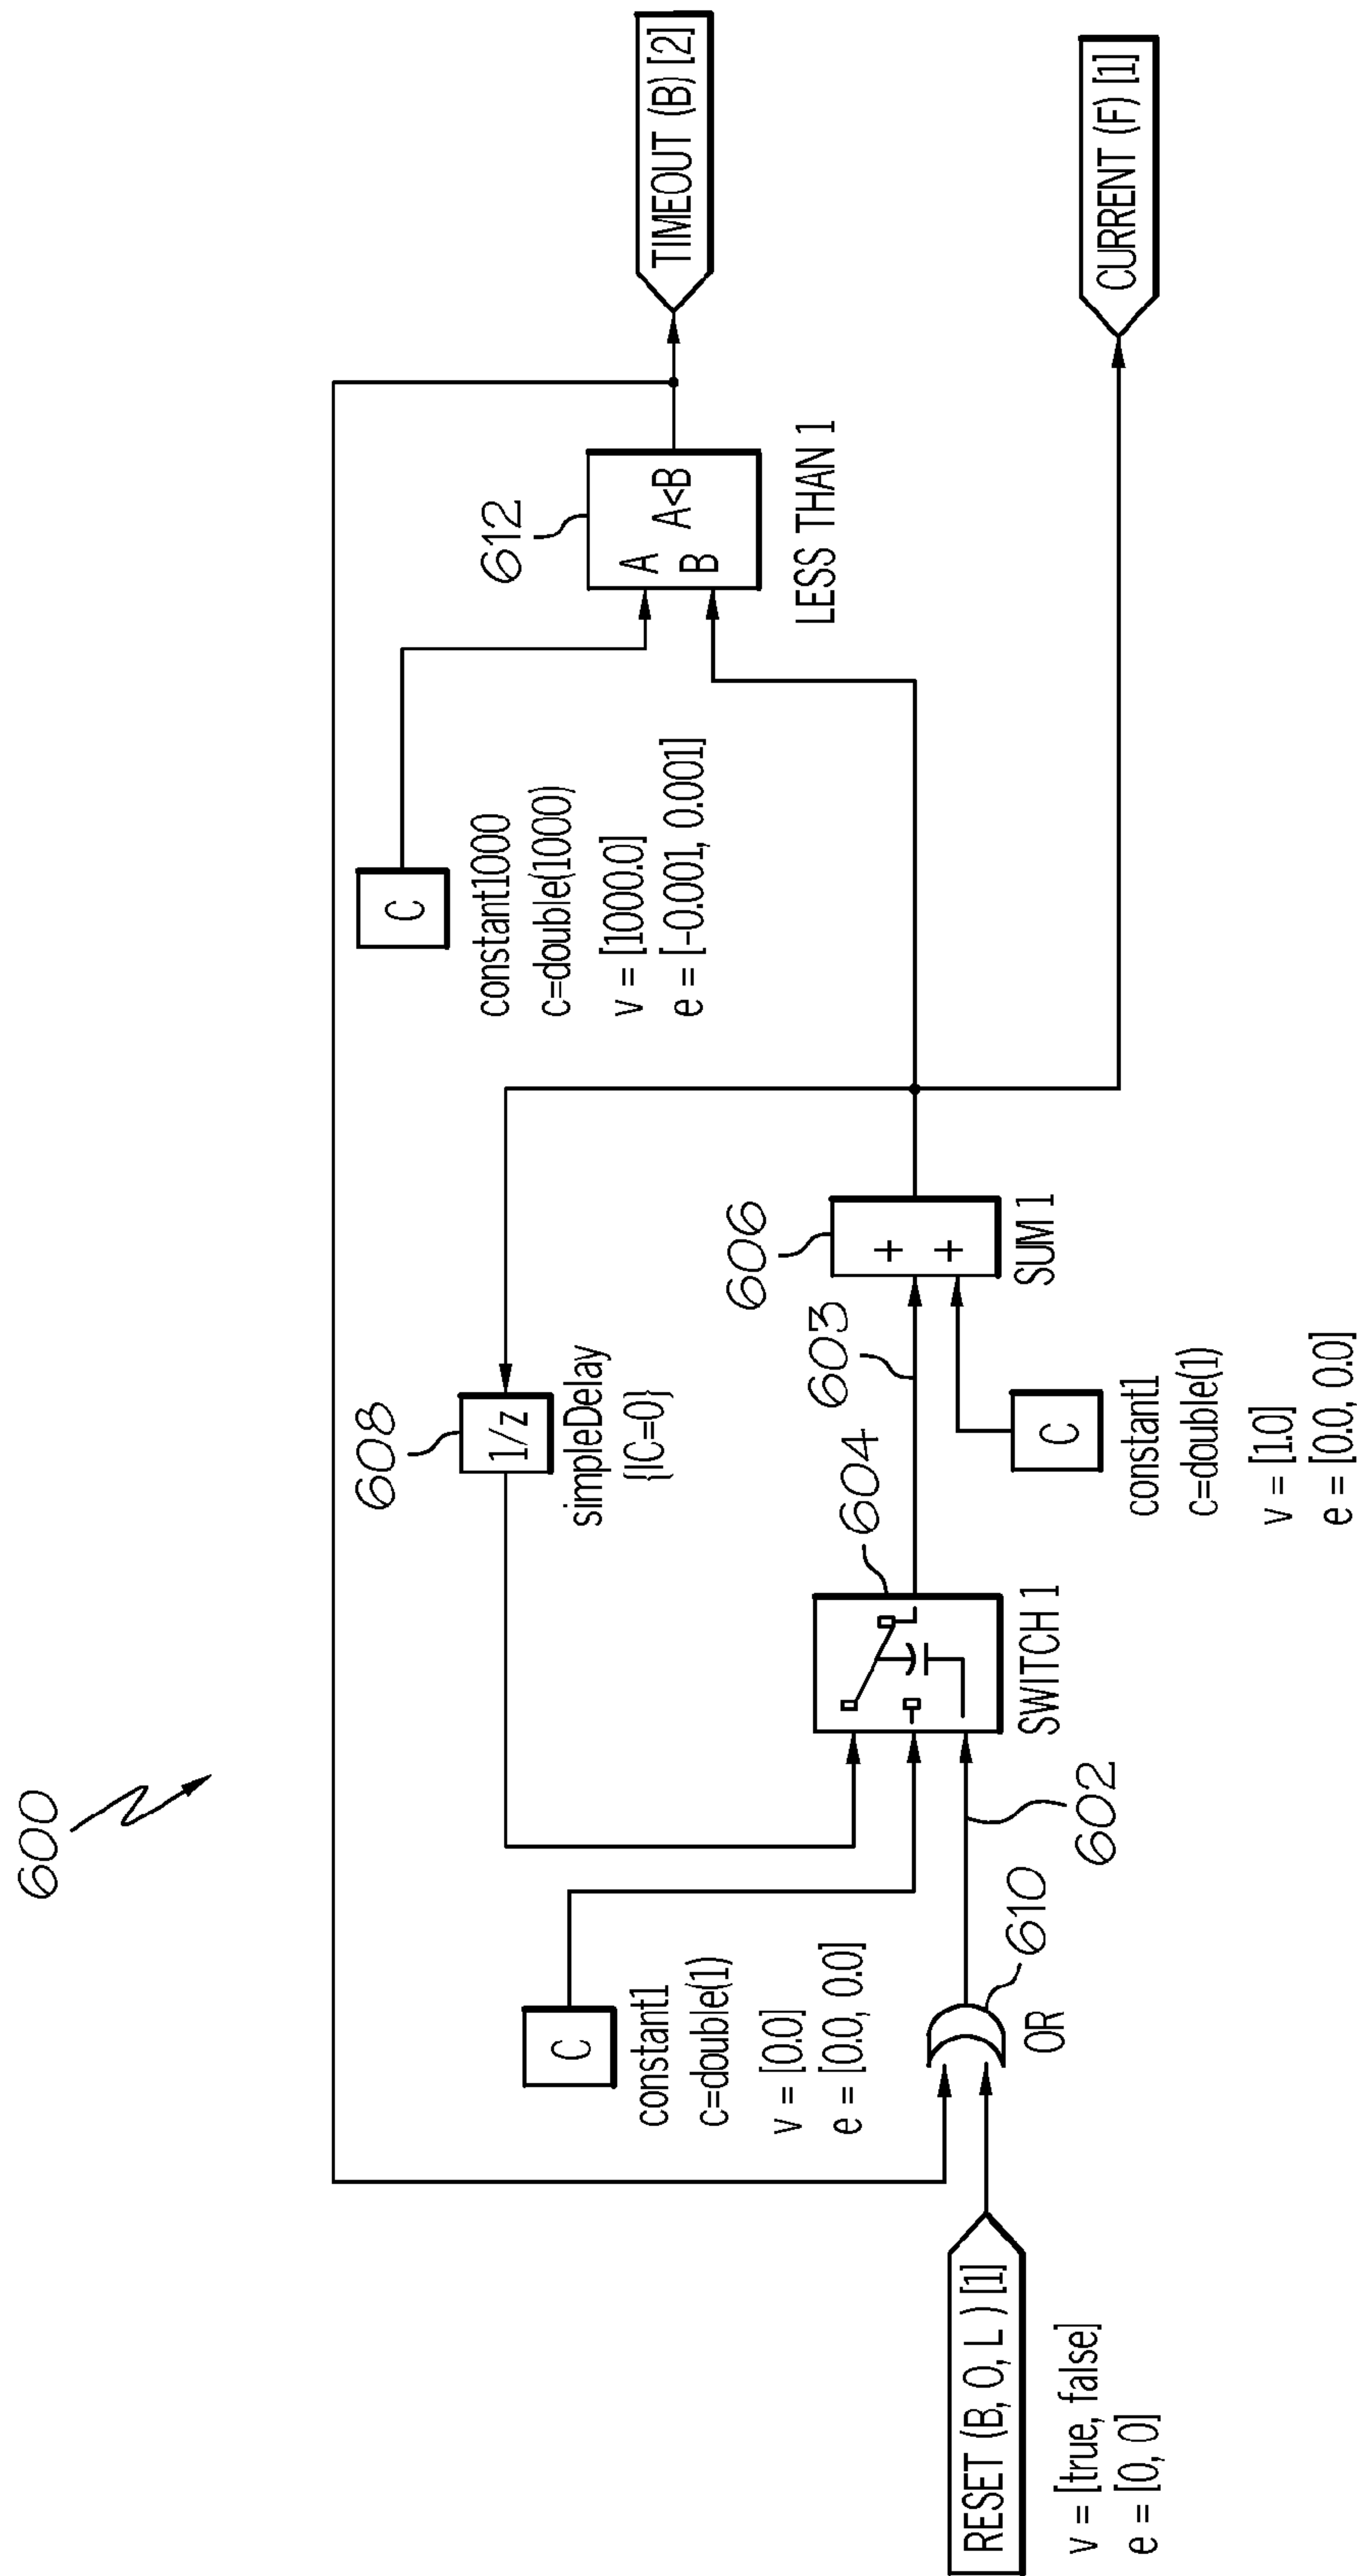 600
RESET (B, O, L ) [1]
v = [true, false]
e = [0, 0]
C
constant1
c=double(1)
v = [0.0]
e = [0.0, 0.0]
610
OR
602
604
SWITCH 1
608
1/z
simpleDelay
{IC=0}
603
606
+
+
SUM 1
C
constant1
c=double(1)
v = [1.0]
e = [0.0, 0.0]
C
constant1000
c=double(1000)
v = [1000.0]
e = [-0.001, 0.001]
612
A
B
A<B
LESS THAN 1
TIMEOUT (B) [2]
CURRENT (F) [1]